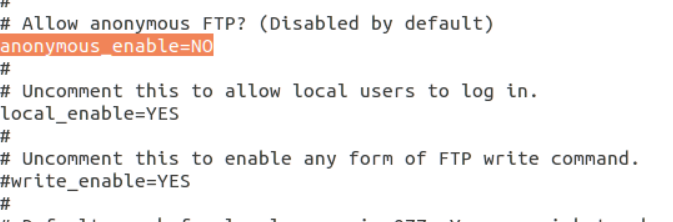 #
# Allow anonymous FTP? (Disabled by default)
anonymous_enable=NO
#
# Uncomment this to allow local users to log in.
local_enable=YES
#
# Uncomment this to enable any form of FTP write command.
#write_enable=YES
#